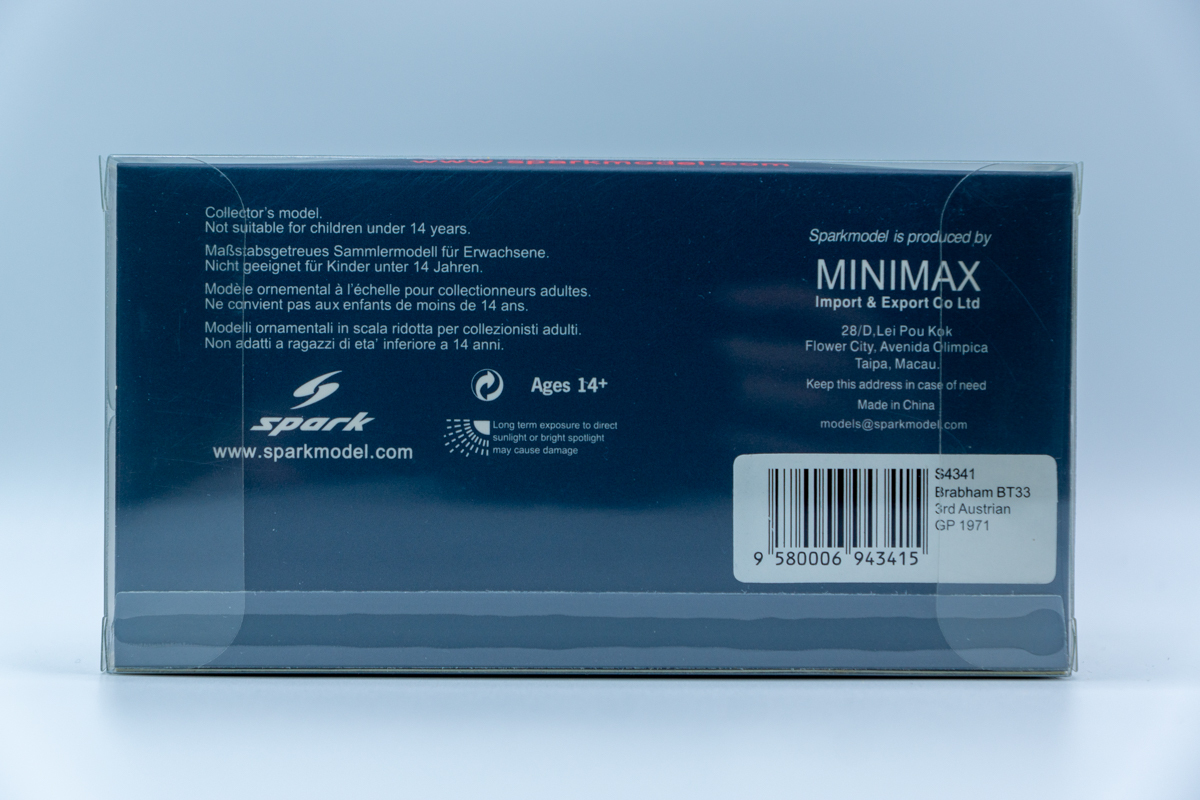 www.sparkmodel.com
Collector's model.
Not suitable for children under 14 years.
Maßstabsgetreues Sammlermodell für Erwachsene.
Nicht geeignet für Kinder unter 14 Jahren.
Modèle ornemental à l'échelle pour collectionneurs adultes.
Ne convient pas aux enfants de moins de 14 ans.
Modelli ornamentali in scala ridotta per collezionisti adulti.
Non adatti a ragazzi di eta' inferiore a 14 anni.
spark
www.sparkmodel.com
Ages 14+
Long term exposure to direct
sunlight or bright spotlight
may cause damage
Sparkmodel is produced by
MINIMAX
Import & Export Co Ltd
28/D,Lei Pou Kok
Flower City, Avenida Olimpica
Taipa, Macau.
Keep this address in case of need
Made in China
models@sparkmodel.com
S4341
Brabham BT33
3rd Austrian
GP 1971
9 580006 943415